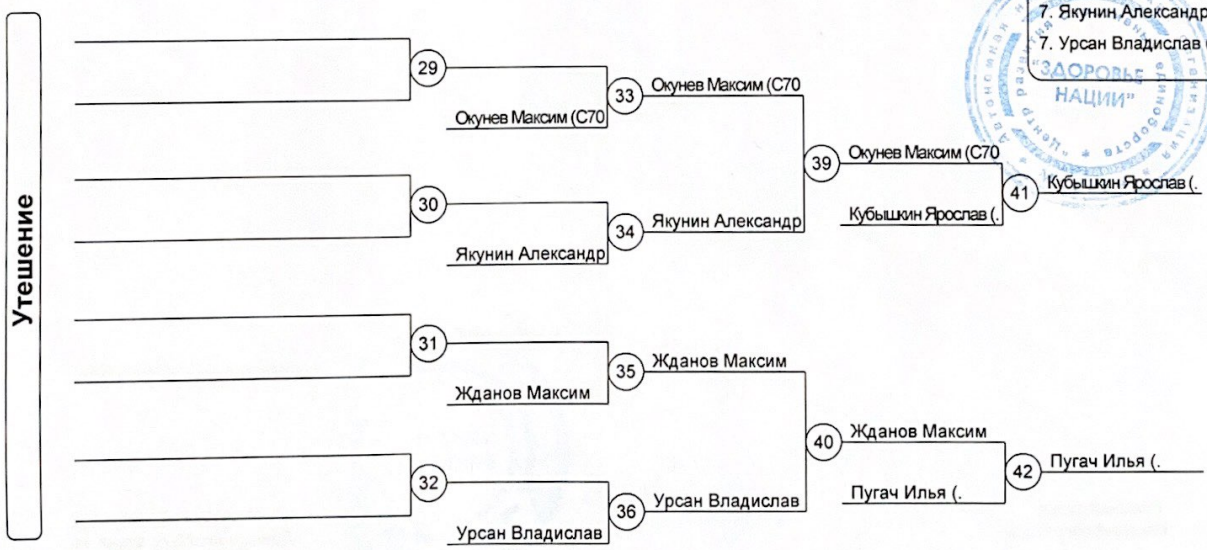 Утешение
7. Якунин Александр
7. Урсан Владислав (
"ЗДОРОВЬЕ
НАЦИИ"
29
33
Окунев Максим (С70
Окунев Максим (С70
39
Окунев Максим (С70
41
Кубышкин Ярослав (.
Кубышкин Ярослав (.
30
34
Якунин Александр
Якунин Александр
31
35
Жданов Максим
Жданов Максим
40
Жданов Максим
42
Пугач Илья (.
Пугач Илья (.
32
36
Урсан Владислав
Урсан Владислав